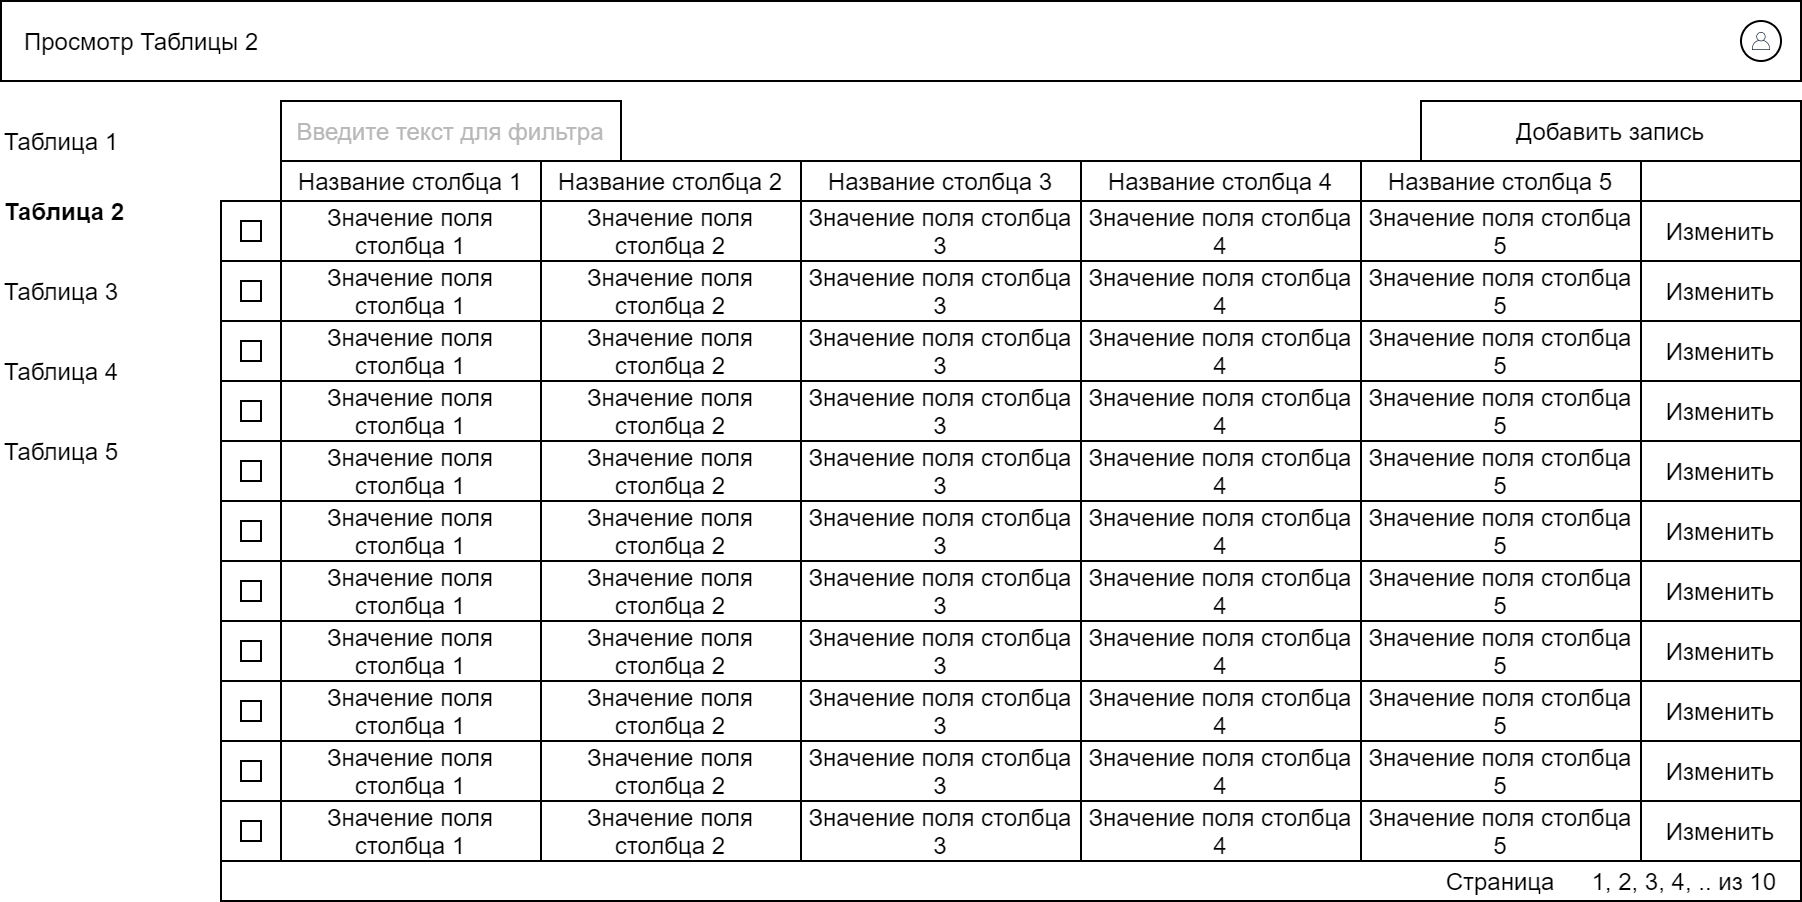 Просмотр Таблицы 2
Введите текст для фильтра
Добавить запись
Таблица 1
Таблица 2
Таблица 3
Таблица 4
Таблица 5
Название столбца 1 Название столбца 2 Название столбца 3 Название столбца 4 Название столбца 5
Значение поля Значение поля Значение поля столбца Значение поля столбца Значение поля столбца
столбца 1 столбца 2 3 4 5 Изменить
Значение поля Значение поля Значение поля столбца Значение поля столбца Значение поля столбца
столбца 1 столбца 2 3 4 5 Изменить
Значение поля Значение поля Значение поля столбца Значение поля столбца Значение поля столбца
столбца 1 столбца 2 3 4 5 Изменить
Значение поля Значение поля Значение поля столбца Значение поля столбца Значение поля столбца
столбца 1 столбца 2 3 4 5 Изменить
Значение поля Значение поля Значение поля столбца Значение поля столбца Значение поля столбца
столбца 1 столбца 2 3 4 5 Изменить
Значение поля Значение поля Значение поля столбца Значение поля столбца Значение поля столбца
столбца 1 столбца 2 3 4 5 Изменить
Значение поля Значение поля Значение поля столбца Значение поля столбца Значение поля столбца
столбца 1 столбца 2 3 4 5 Изменить
Значение поля Значение поля Значение поля столбца Значение поля столбца Значение поля столбца
столбца 1 столбца 2 3 4 5 Изменить
Значение поля Значение поля Значение поля столбца Значение поля столбца Значение поля столбца
столбца 1 столбца 2 3 4 5 Изменить
Значение поля Значение поля Значение поля столбца Значение поля столбца Значение поля столбца
столбца 1 столбца 2 3 4 5 Изменить
Значение поля Значение поля Значение поля столбца Значение поля столбца Значение поля столбца
столбца 1 столбца 2 3 4 5 Изменить
Страница 1, 2, 3, 4, .. из 10